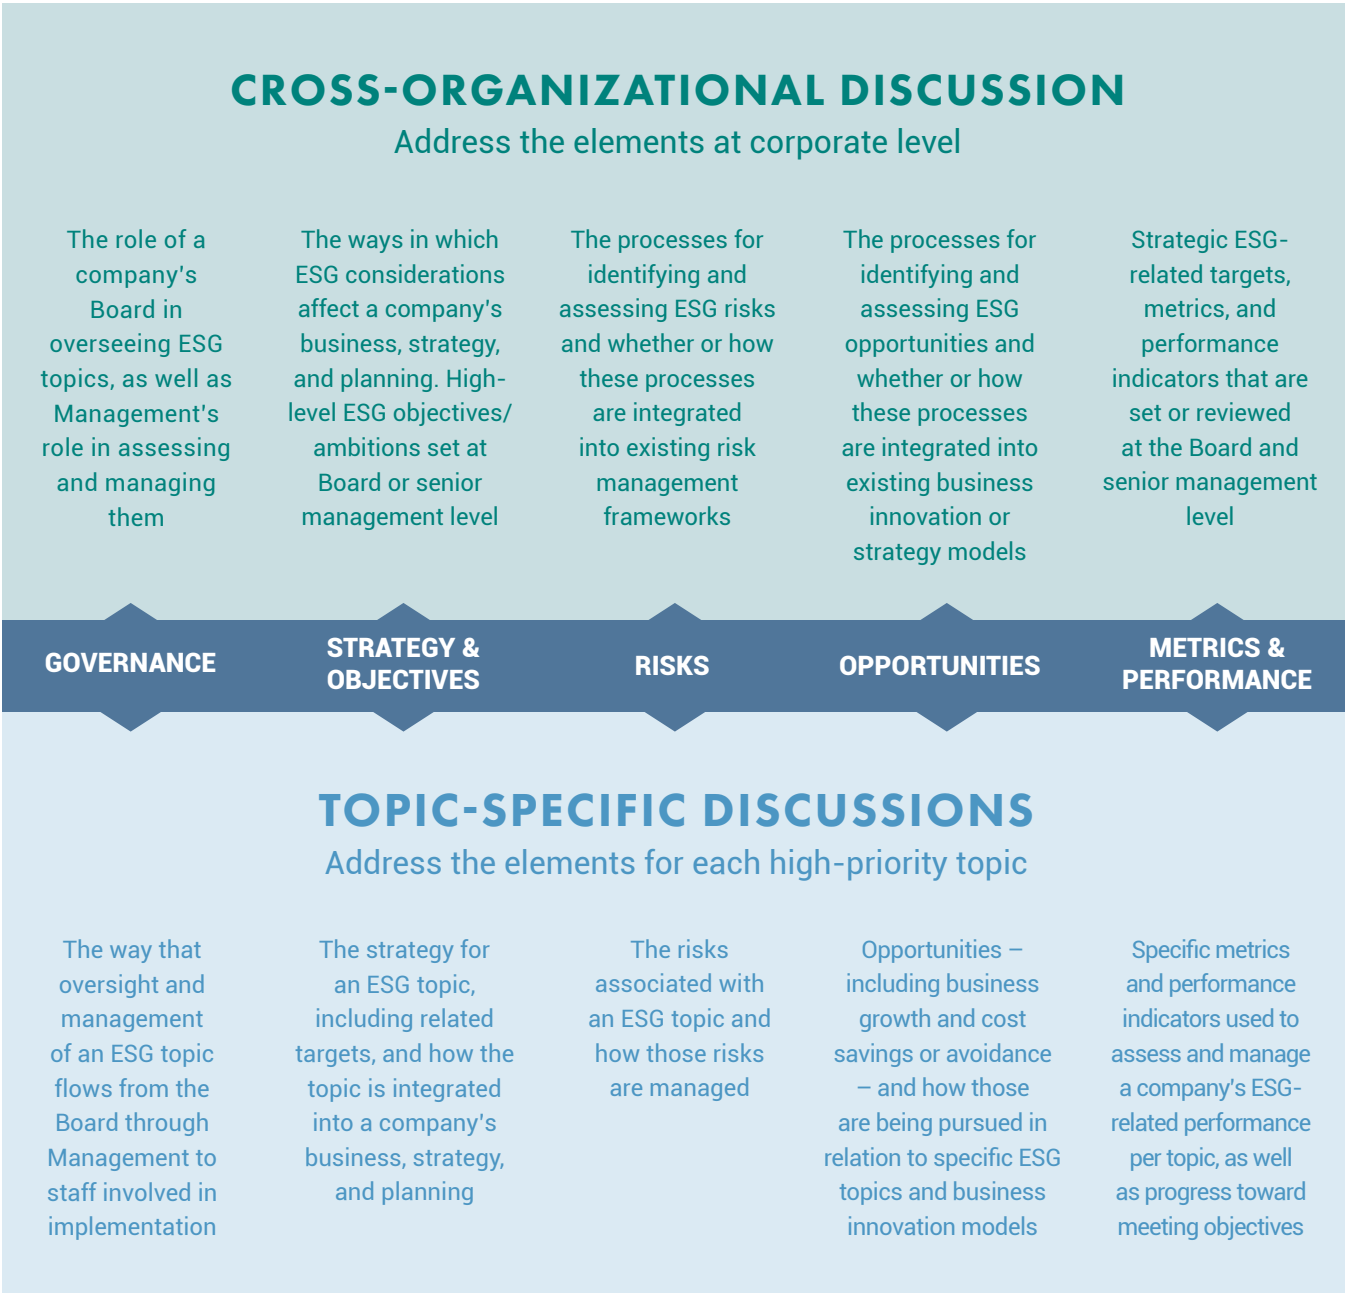 CROSS-ORGANIZATIONAL DISCUSSION
Address the elements at corporate level
The role of a
company's
Board in
overseeing ESG
topics, as well as
Management's
role in assessing
and managing
them
The ways in which
ESG considerations
affect a company's
business, strategy,
and planning. High-
level ESG objectives/
ambitions set at
Board or senior
management level
The processes for
identifying and
assessing ESG risks
and whether or how
these processes
are integrated
into existing risk
management
frameworks
The processes for
identifying and
assessing ESG
opportunities and
whether or how
these processes
are integrated into
existing business
innovation or
strategy models
Strategic ESG-
related targets,
metrics, and
performance
indicators that are
set or reviewed
at the Board and
senior management
level
GOVERNANCE
STRATEGY &
OBJECTIVES
RISKS
OPPORTUNITIES
METRICS &
PERFORMANCE
TOPIC-SPECIFIC DISCUSSIONS
Address the elements for each high-priority topic
The way that
oversight and
management
of an ESG topic
flows from the
Board through
Management to
staff involved in
implementation
The strategy for
an ESG topic,
including related
targets, and how the
topic is integrated
into a company's
business, strategy,
and planning
The risks
associated with
an ESG topic and
how those risks
are managed
Opportunities –
including business
growth and cost
savings or avoidance
– and how those
are being pursued in
relation to specific ESG
topics and business
innovation models
Specific metrics
and performance
indicators used to
assess and manage
a company's ESG-
related performance
per topic, as well
as progress toward
meeting objectives